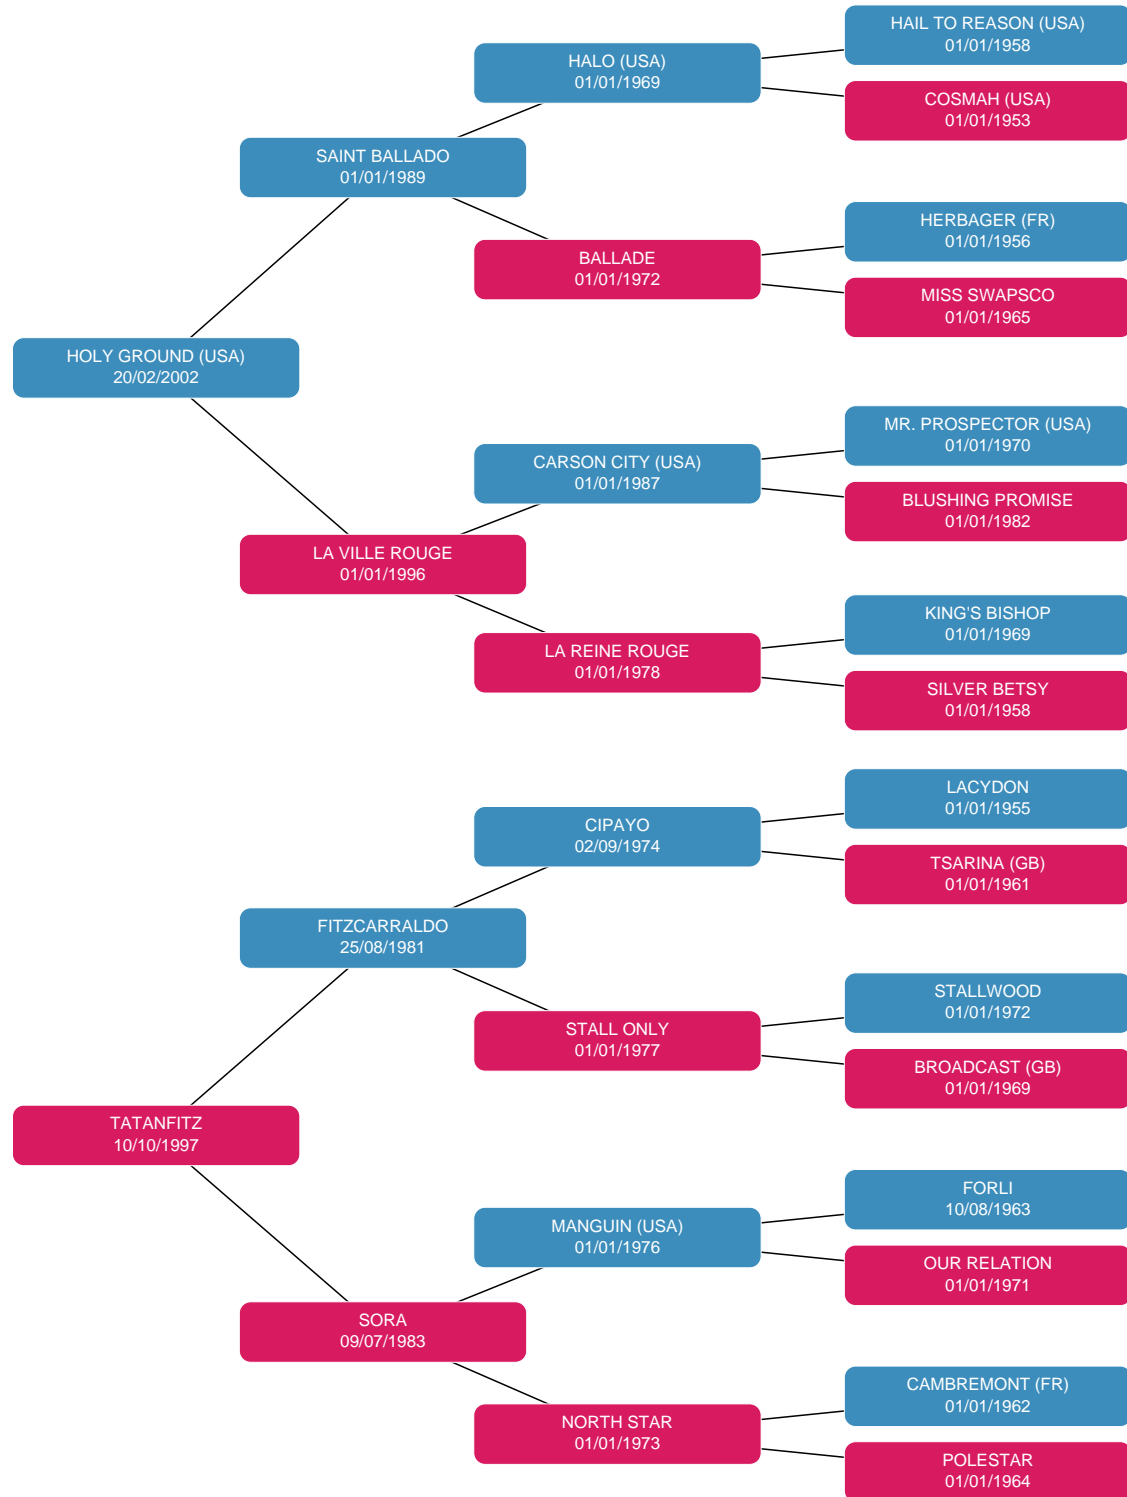 HAIL TO REASON (USA)
01/01/1958
HALO (USA)
01/01/1969
COSMAH (USA)
01/01/1953
SAINT BALLADO
01/01/1989
HERBAGER (FR)
01/01/1956
BALLADE
01/01/1972
MISS SWAPSCO
01/01/1965
HOLY GROUND (USA)
20/02/2002
MR. PROSPECTOR (USA)
01/01/1970
CARSON CITY (USA)
01/01/1987
BLUSHING PROMISE
01/01/1982
LA VILLE ROUGE
01/01/1996
KING'S BISHOP
01/01/1969
LA REINE ROUGE
01/01/1978
SILVER BETSY
01/01/1958
LACYDON
01/01/1955
CIPAYO
02/09/1974
TSARINA (GB)
01/01/1961
FITZCARRALDO
25/08/1981
STALLWOOD
01/01/1972
STALL ONLY
01/01/1977
BROADCAST (GB)
01/01/1969
TATANFITZ
10/10/1997
FORLI
10/08/1963
MANGUIN (USA)
01/01/1976
OUR RELATION
01/01/1971
SORA
09/07/1983
CAMBREMONT (FR)
01/01/1962
NORTH STAR
01/01/1973
POLESTAR
01/01/1964